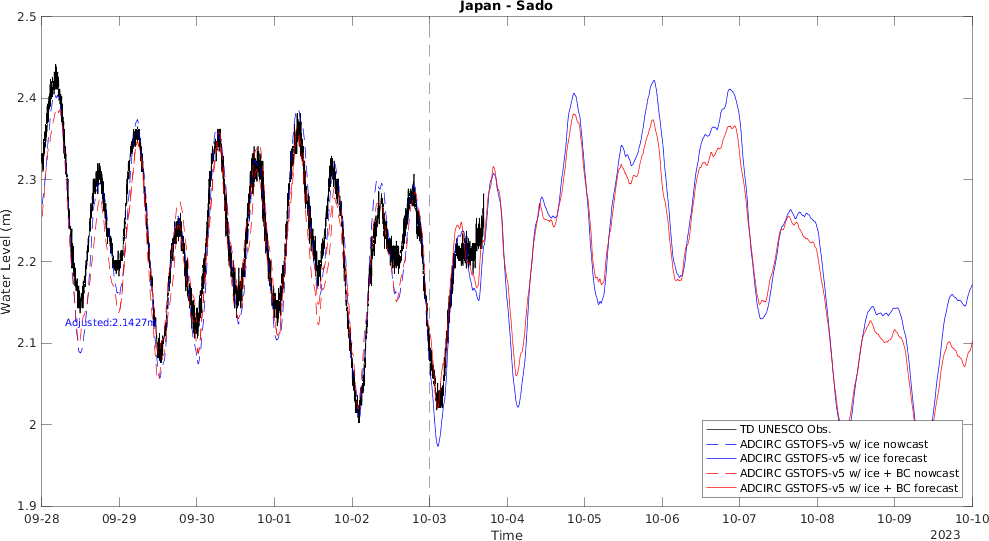 Japan - Sado
2.5
2.4
2.3
2.2
2.1
2
1.9
Water Level (m)
Adjusted:2.1427m
TD UNESCO Obs.
ADCIRC GSTOFS-v5 w/ ice nowcast
ADCIRC GSTOFS-v5 w/ ice forecast
ADCIRC GSTOFS-v5 w/ ice + BC nowcast
ADCIRC GSTOFS-v5 w/ ice + BC forecast
09-28 09-29 09-30 10-01 10-02 10-03 10-04 10-05 10-06 10-07 10-08 10-09 10-10
Time
2023